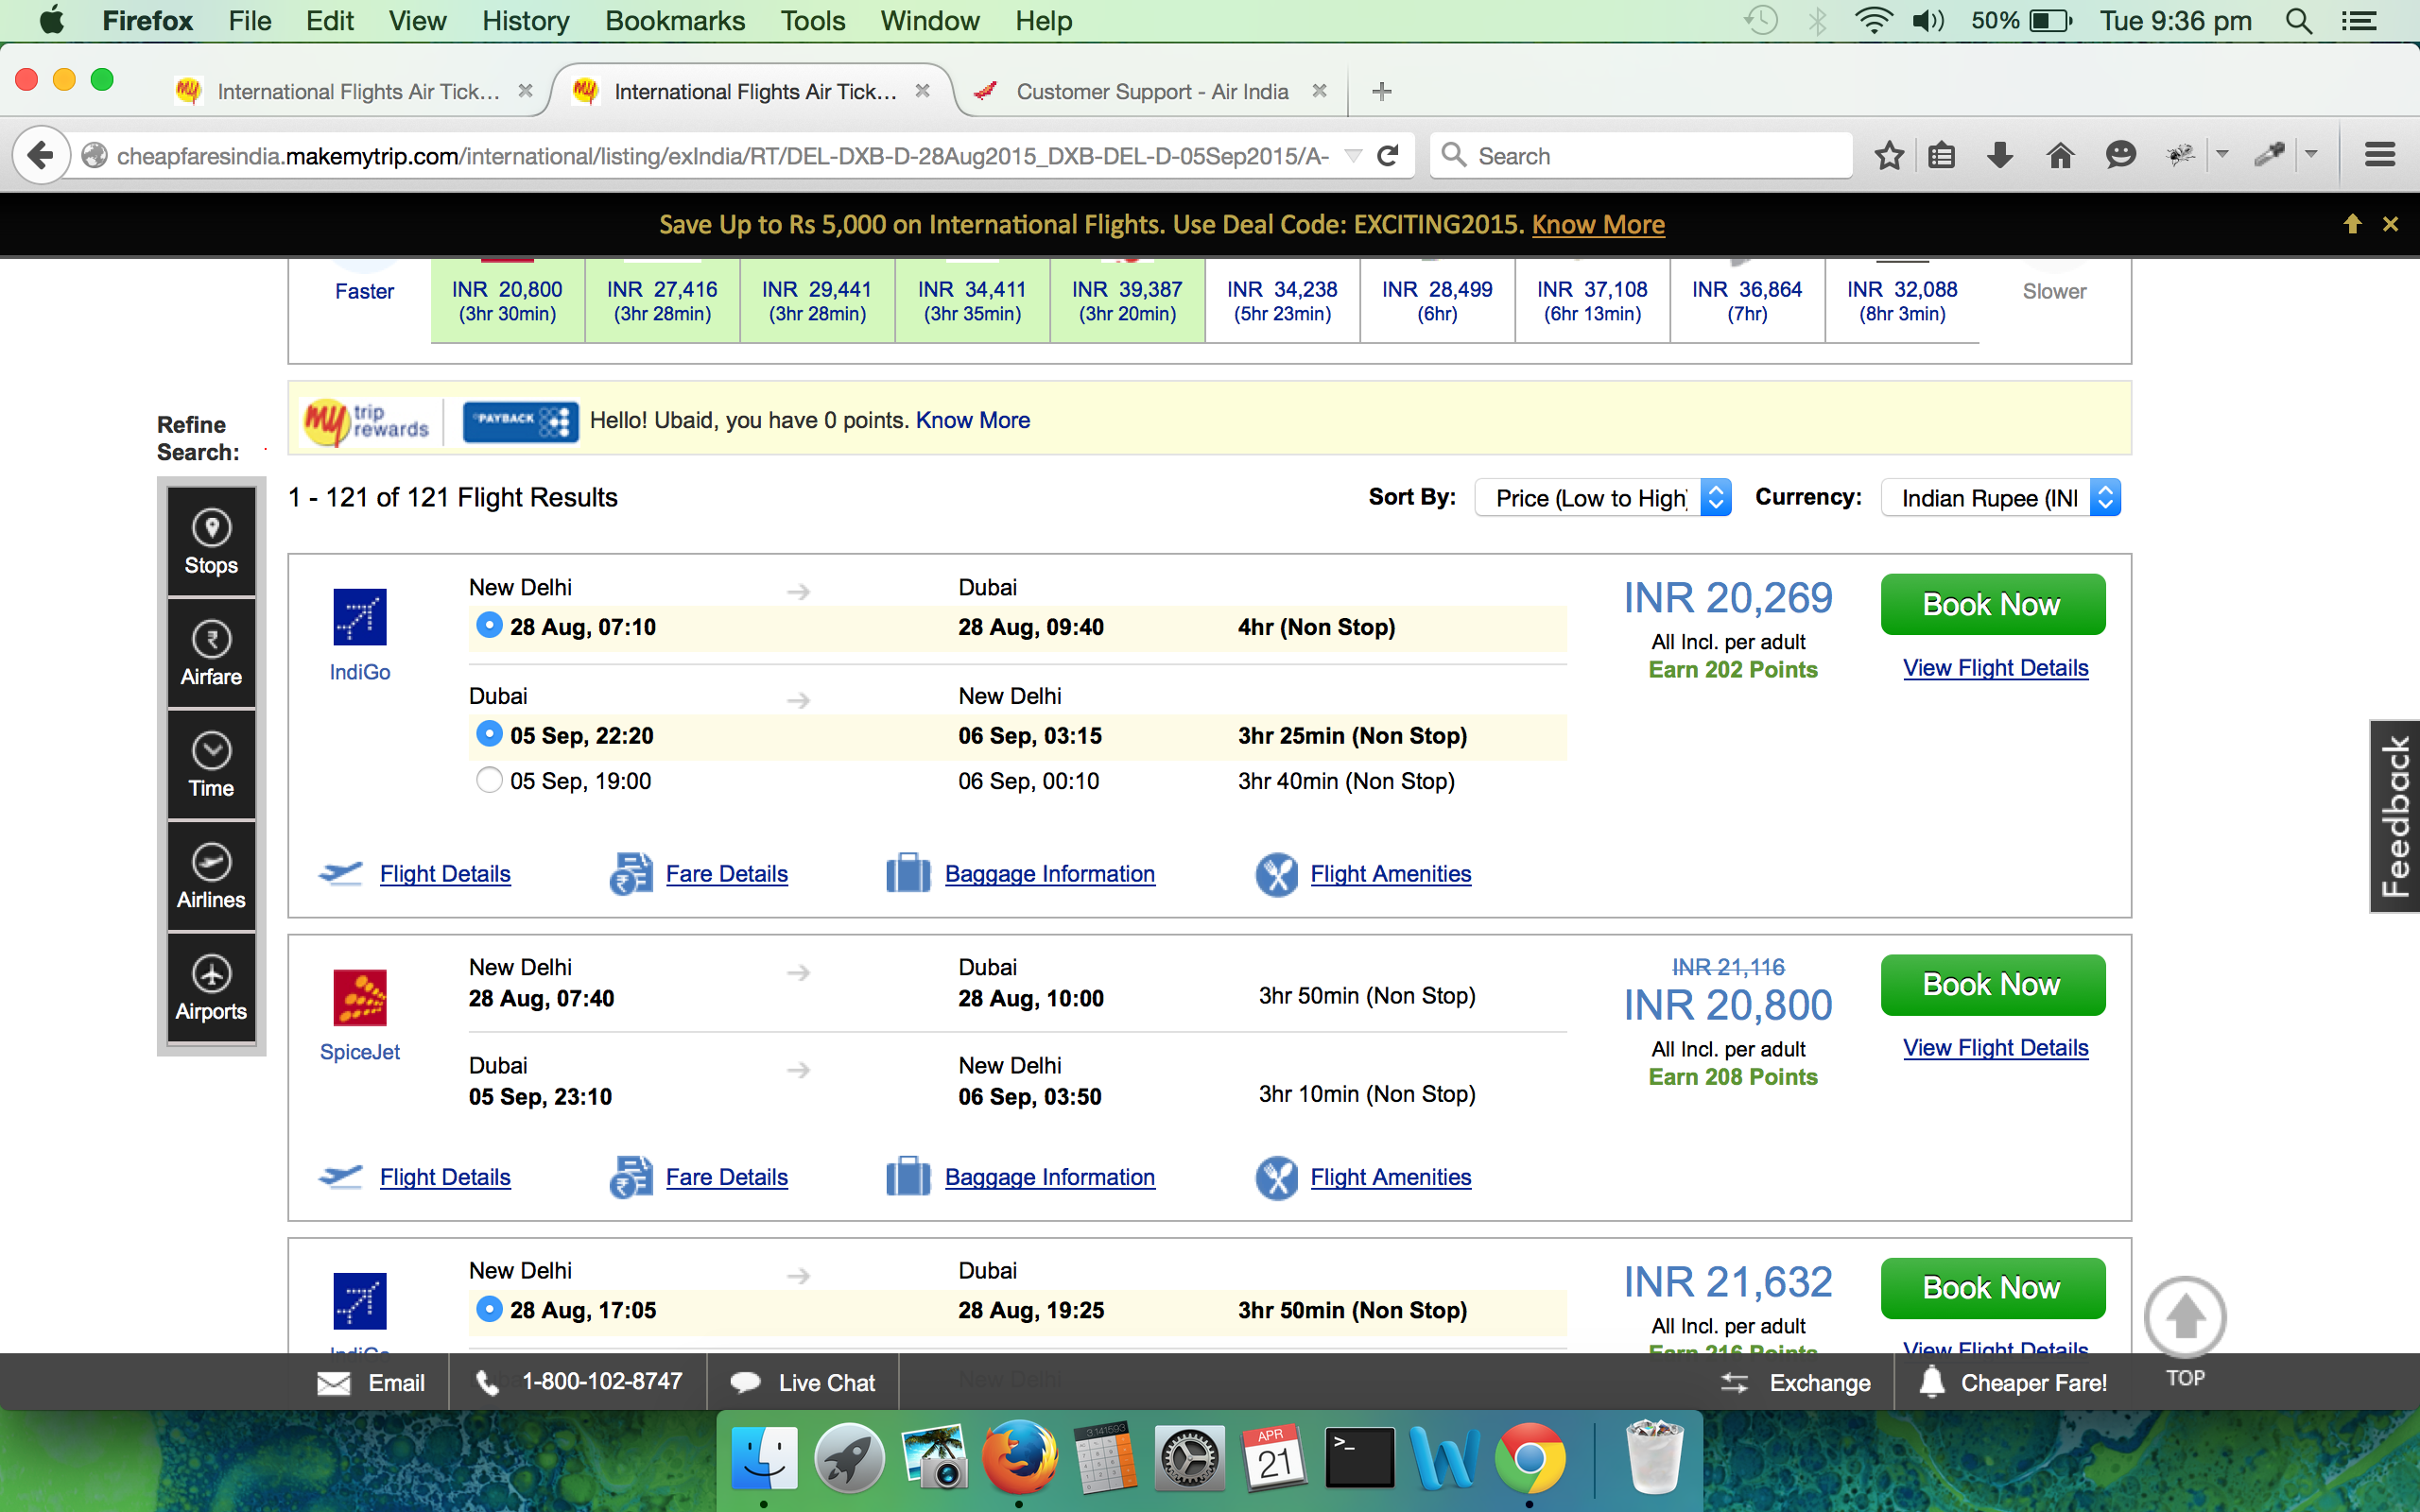 Firefox File Edit View History Bookmarks Tools Window Help 50% Tue 9:36 pm
International Flights Air Tick... International Flights Air Tick... Customer Support - Air India
cheapfaresindia.makemytrip.com/international/listing/exIndia/RT/DEL-DXB-D-28Aug2015_DXB-DEL-D-05Sep2015/A- Search
Save Up to Rs 5,000 on International Flights. Use Deal Code: EXCITING2015. Know More
Faster INR 20,800 INR 27,416 INR 29,441 INR 34,411 INR 39,387 INR 34,238 INR 28,499 INR 37,108 INR 36,864 INR 32,088 Slower
(3hr 30min) (3hr 28min) (3hr 28min) (3hr 35min) (3hr 20min) (5hr 23min) (6hr) (6hr 13min) (7hr) (8hr 3min)
my trip rewards PAYBACK Hello! Ubaid, you have 0 points. Know More
Refine
Search:
1 - 121 of 121 Flight Results Sort By: Price (Low to High) Currency: Indian Rupee (INI
Stops
Airfare
Time
Airlines
Airports
New Delhi Dubai INR 20,269 Book Now
28 Aug, 07:10 28 Aug, 09:40 4hr (Non Stop)
All Incl. per adult
IndiGo Earn 202 Points View Flight Details
Dubai New Delhi
05 Sep, 22:20 06 Sep, 03:15 3hr 25min (Non Stop)
05 Sep, 19:00 06 Sep, 00:10 3hr 40min (Non Stop)
Feedback
Flight Details Fare Details Baggage Information Flight Amenities
New Delhi Dubai INR 21,116
28 Aug, 07:40 28 Aug, 10:00 3hr 50min (Non Stop) INR 20,800 Book Now
SpiceJet All Incl. per adult View Flight Details
Dubai New Delhi Earn 208 Points
05 Sep, 23:10 06 Sep, 03:50 3hr 10min (Non Stop)
Flight Details Fare Details Baggage Information Flight Amenities
New Delhi Dubai INR 21,632 Book Now
28 Aug, 17:05 28 Aug, 19:25 3hr 50min (Non Stop)
All Incl. per adult
IndiGo Earn 216 Points View Flight Details
Email 1-800-102-8747 Live Chat New Delhi Exchange Cheaper Fare! TOP
3.141593
APR
21